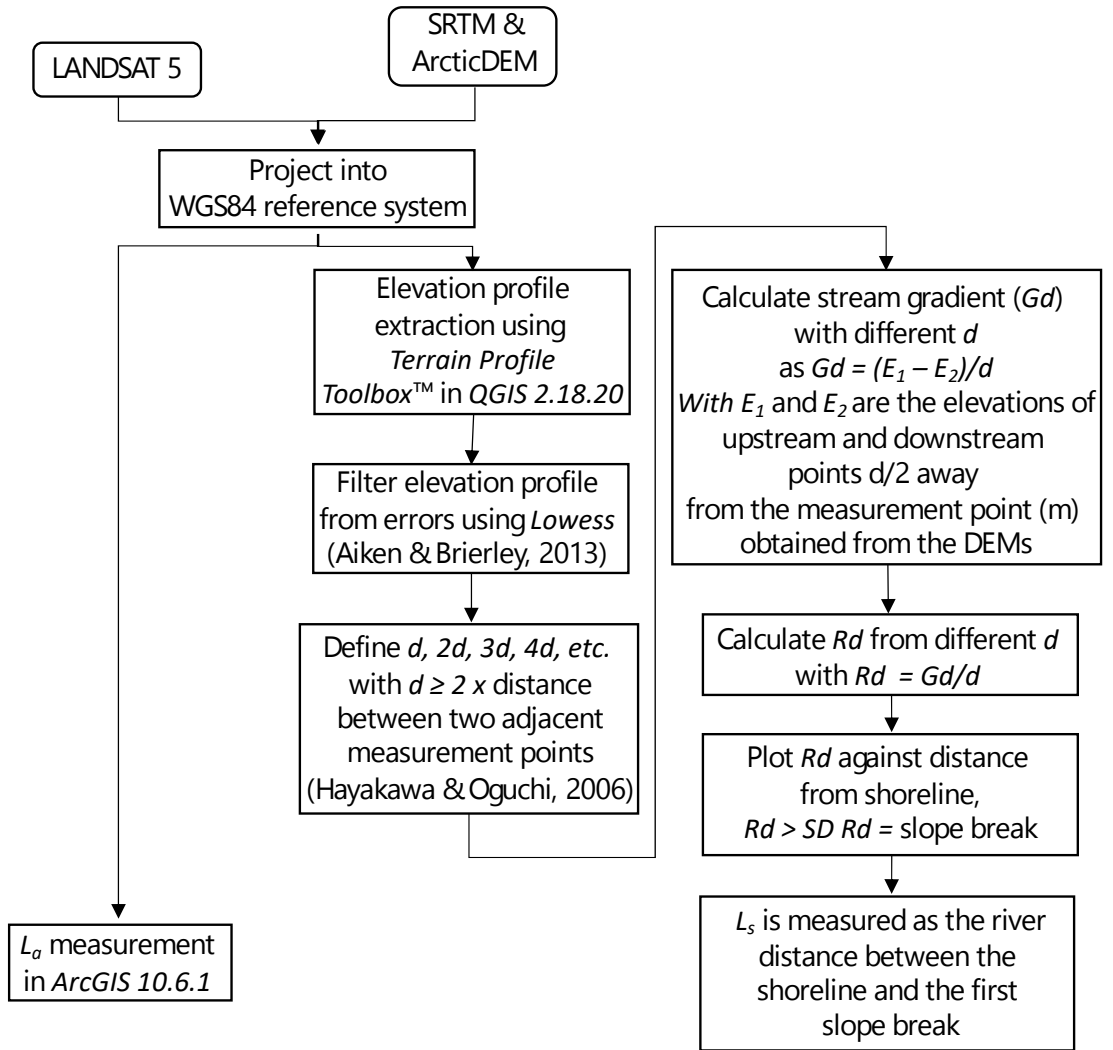 LANDSAT 5
SRTM &
ArcticDEM
Project into
WGS84 reference system
Elevation profile
extraction using
Terrain Profile
Toolbox™ in QGIS 2.18.20
Filter elevation profile
from errors using Lowess
(Aiken & Brierley, 2013)
Define d, 2d, 3d, 4d, etc.
with d ≥ 2 x distance
between two adjacent
measurement points
(Hayakawa & Oguchi, 2006)
La measurement
in ArcGIS 10.6.1
Calculate stream gradient (Gd)
with different d
as Gd = (E1 – E2)/d
With E1 and E2 are the elevations of
upstream and downstream
points d/2 away
from the measurement point (m)
obtained from the DEMs
Calculate Rd from different d
with Rd = Gd/d
Plot Rd against distance
from shoreline,
Rd > SD Rd = slope break
Ls is measured as the river
distance between the
shoreline and the first
slope break